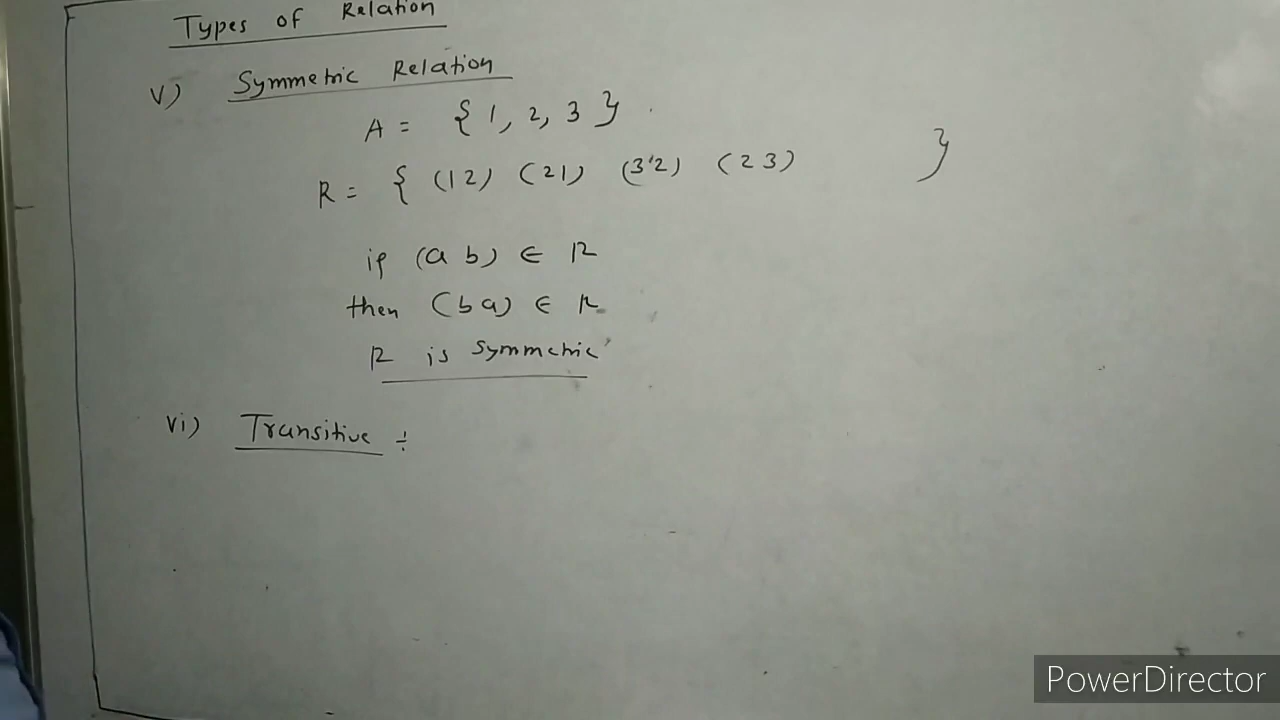 Types of Relation
V) Symmetric Relation
A = { 1, 2, 3 }
R = { (1 2) (2 1) (3 2) (2 3) }
if (a b) ∈ R
then (b a) ∈ R
R is Symmetric
Vi) Transitive ÷
PowerDirector